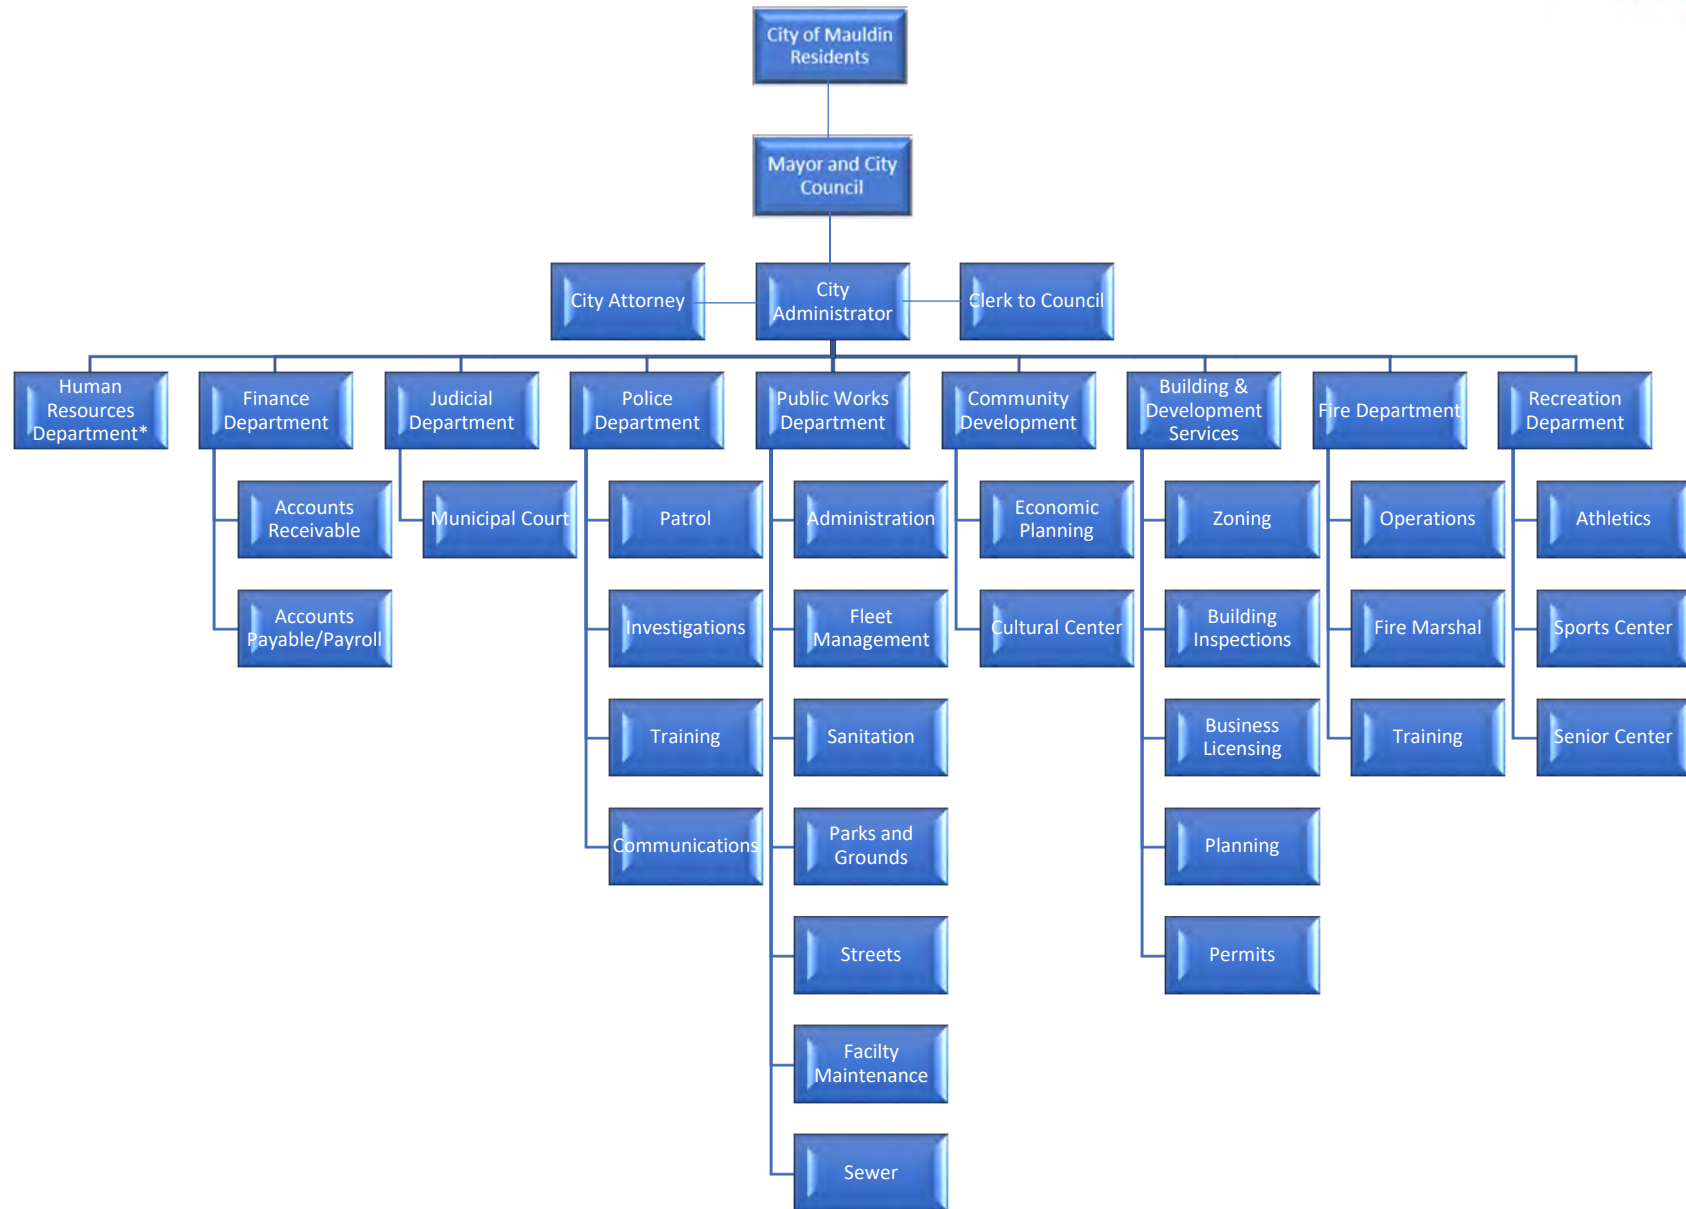 City of Mauldin
Residents
Mayor and City
Council
City Attorney
City
Administrator
Clerk to Council
Human
Resources
Department*
Finance
Department
Judicial
Department
Police
Department
Public Works
Department
Community
Development
Building &
Development
Services
Fire Department
Recreation
Deparment
Accounts
Receivable
Accounts
Payable/Payroll
Municipal Court
Patrol
Investigations
Training
Communications
Administration
Fleet
Management
Sanitation
Parks and
Grounds
Streets
Facilty
Maintenance
Sewer
Economic
Planning
Cultural Center
Zoning
Building
Inspections
Business
Licensing
Planning
Permits
Operations
Fire Marshal
Training
Athletics
Sports Center
Senior Center